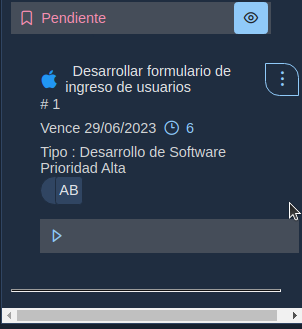 Pendiente
Desarrollar formulario de
ingreso de usuarios
# 1
Vence 29/06/2023 6
Tipo : Desarrollo de Software
Prioridad Alta
AB